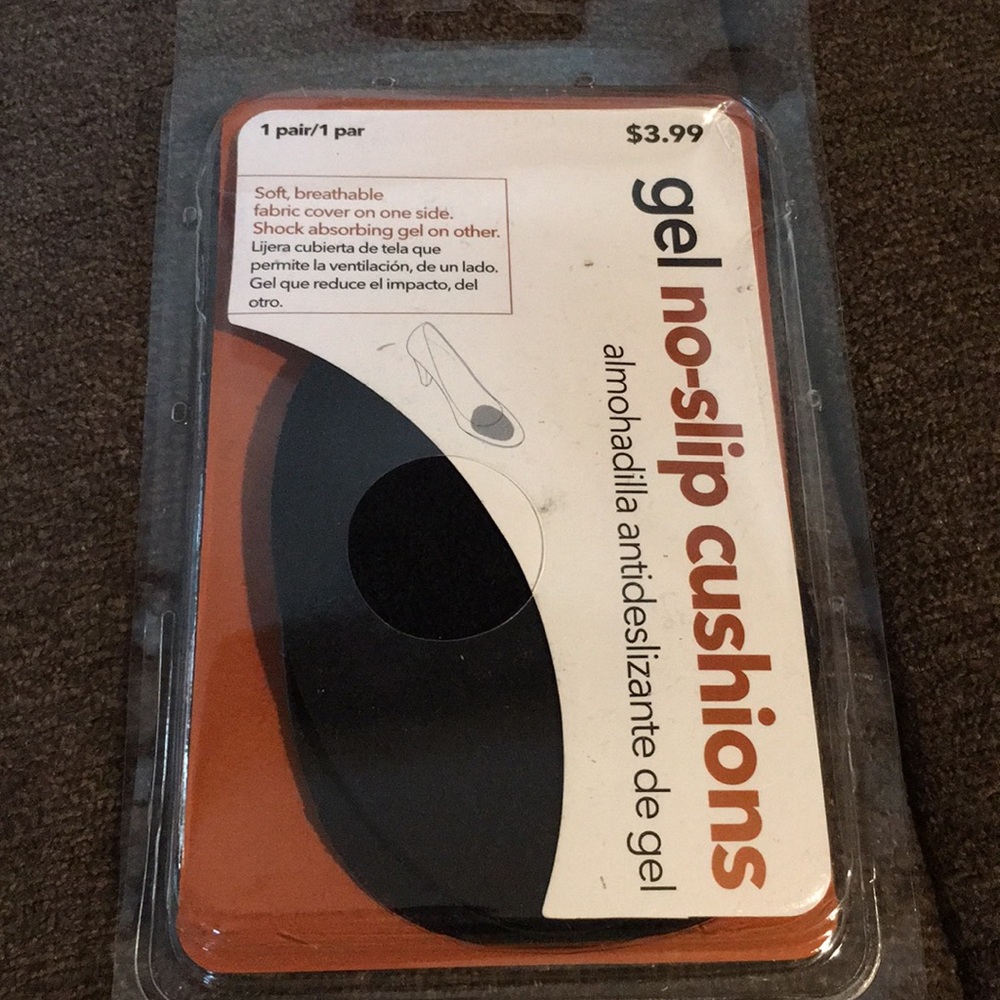 1 pair/1 par
$3.99
Soft, breathable
fabric cover on one side.
Shock absorbing gel on other.
Lijera cubierta de tela que
permite la ventilación, de un lado.
Gel que reduce el impacto, del
otro.
gel no-slip cushions
almohadilla antideslizante de gel